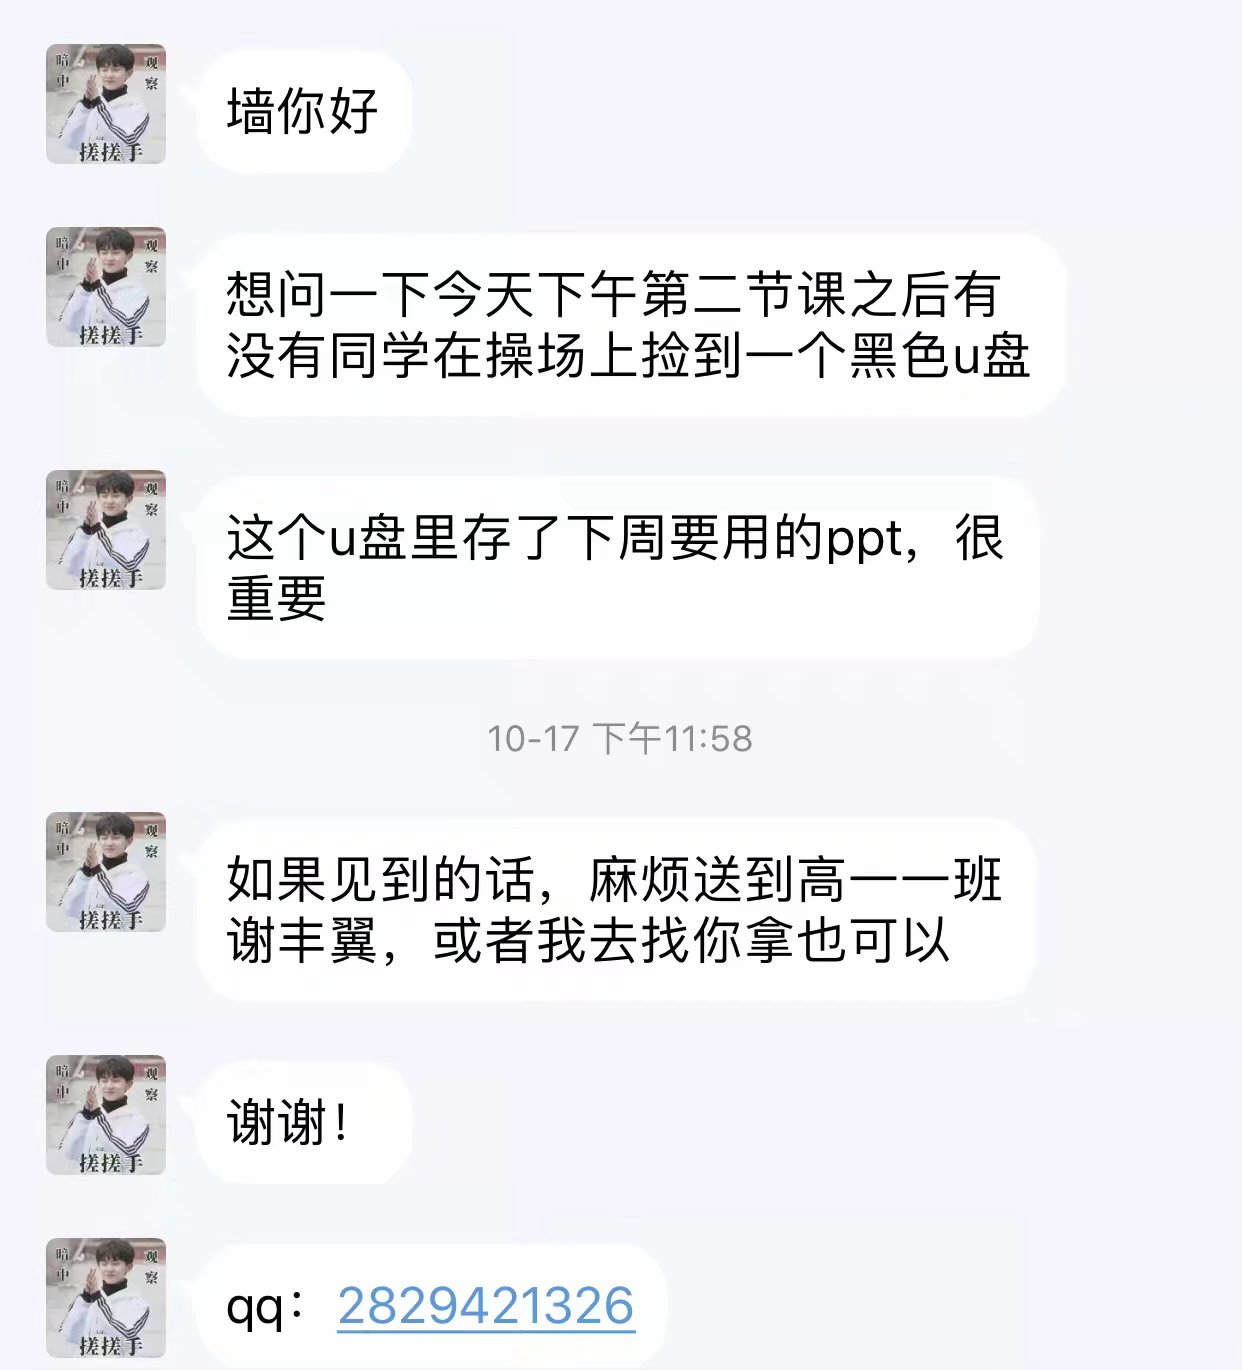 暗中
观察
搓搓手
墙你好
暗中
观察
搓搓手
想问一下今天下午第二节课之后有
没有同学在操场上捡到一个黑色u盘
暗中
观察
搓搓手
这个u盘里存了下周要用的ppt，很
重要
10-17 下午11:58
暗中
观察
搓搓手
如果见到的话，麻烦送到高一一班
谢丰翼，或者我去找你拿也可以
暗中
观察
搓搓手
谢谢！
暗中
观察
搓搓手
qq：2829421326